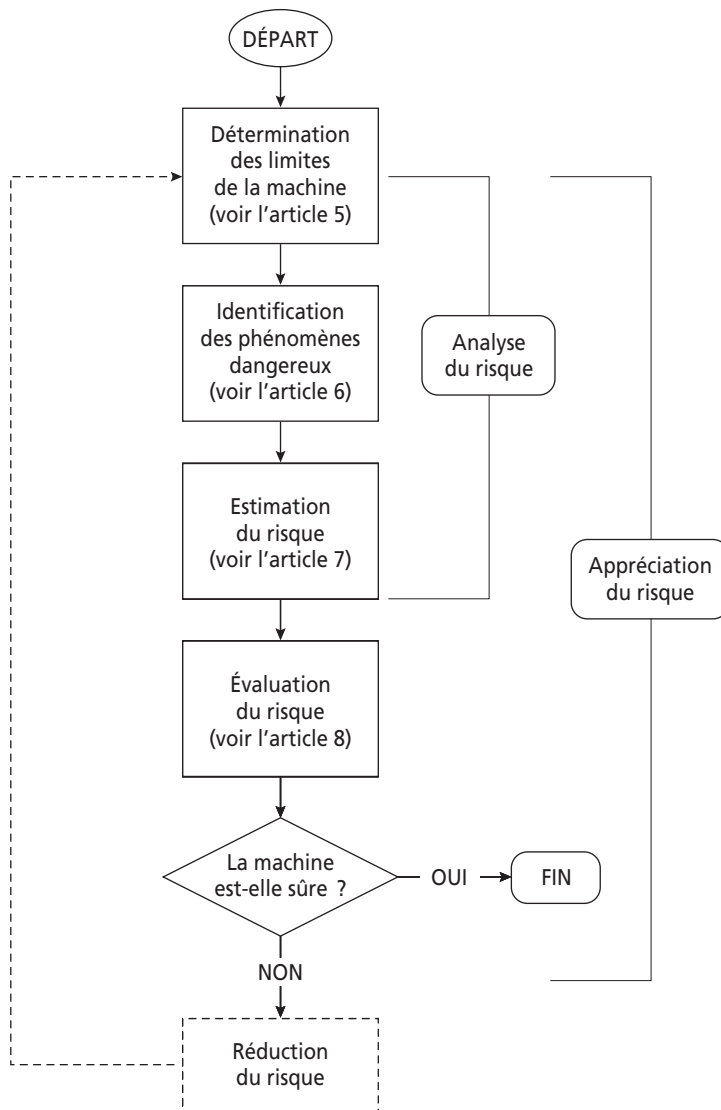 DÉPART
Détermination
des limites
de la machine
(voir l'article 5)
Identification
des phénomènes
dangereux
(voir l'article 6)
Analyse
du risque
Estimation
du risque
(voir l'article 7)
Appréciation
du risque
Évaluation
du risque
(voir l'article 8)
La machine
est-elle sûre ?
OUI
FIN
NON
Réduction
du risque